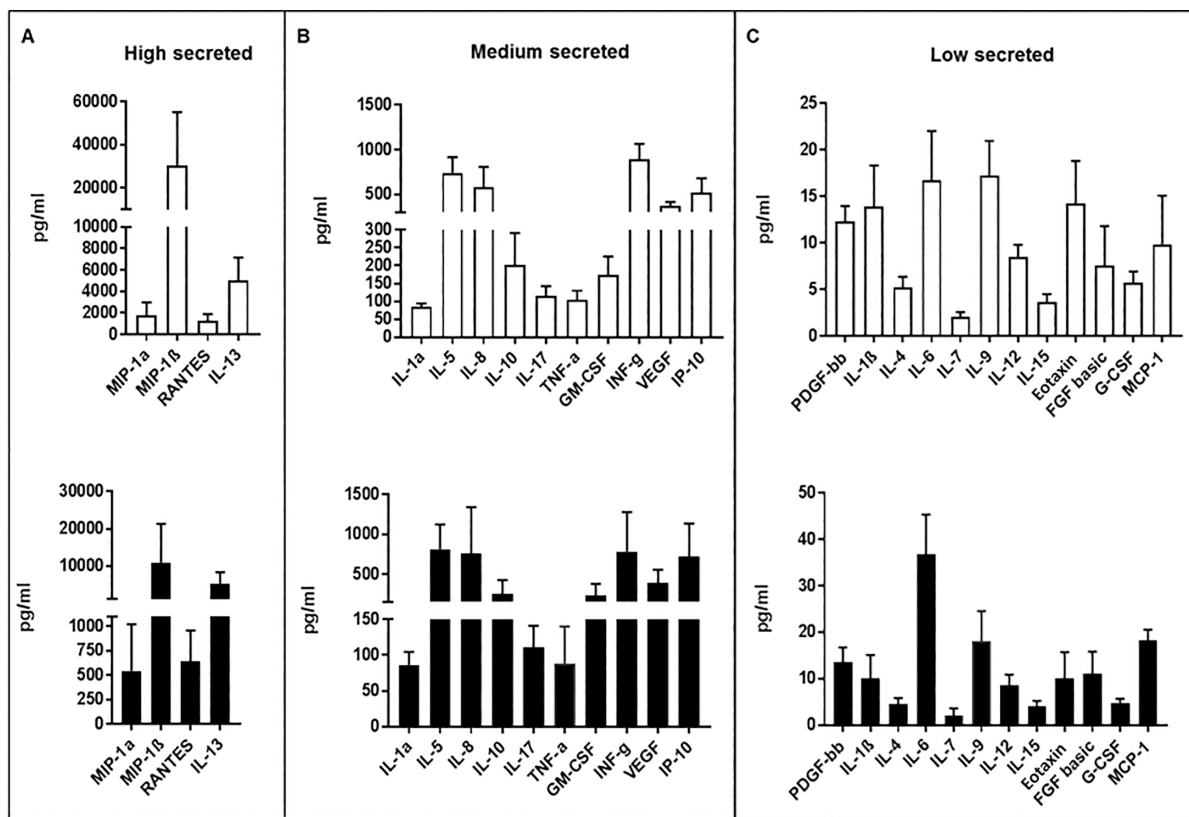 A
High secreted
60000
40000
20000
10000
8000
6000
4000
2000
0
pg/ml
MIP-1a
MIP-1ß
RANTES
IL-13
30000
20000
10000
1000
750
500
250
0
pg/ml
MIP-1a
MIP-1ß
RANTES
IL-13
B
Medium secreted
1500
1000
500
300
250
200
150
100
50
0
pg/ml
IL-1a
IL-5
IL-8
IL-10
IL-17
TNF-a
GM-CSF
INF-g
VEGF
IP-10
1500
1000
500
150
100
50
0
pg/ml
IL-1a
IL-5
IL-8
IL-10
IL-17
TNF-a
GM-CSF
INF-g
VEGF
IP-10
C
Low secreted
25
20
15
10
5
0
pg/ml
PDGF-bb
IL-1ß
IL-4
IL-6
IL-7
IL-9
IL-12
IL-15
Eotaxin
FGF basic
G-CSF
MCP-1
50
40
30
20
10
0
pg/ml
PDGF-bb
IL-1ß
IL-4
IL-6
IL-7
IL-9
IL-12
IL-15
Eotaxin
FGF basic
G-CSF
MCP-1